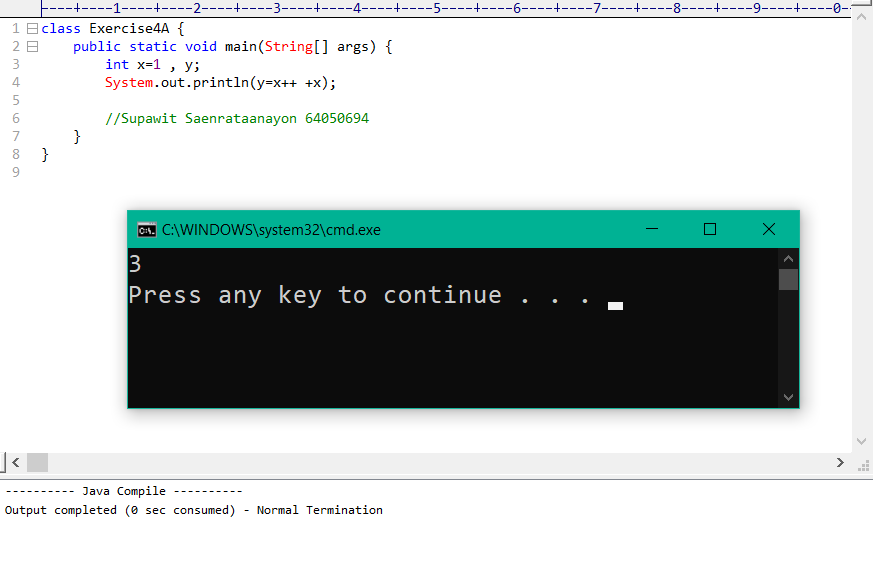 ----+----1----+----2----+----3----+----4----+----5----+----6----+----7----+----8----+----9----+----0-
1 class Exercise4A {
2     public static void main(String[] args) {
3         int x=1 , y;
4         System.out.println(y=x++ +x);
5
6         //Supawit Saenrataanayon 64050694
7     }
8 }
9
C:\WINDOWS\system32\cmd.exe
3
Press any key to continue . . .
---------- Java Compile ----------
Output completed (0 sec consumed) - Normal Termination